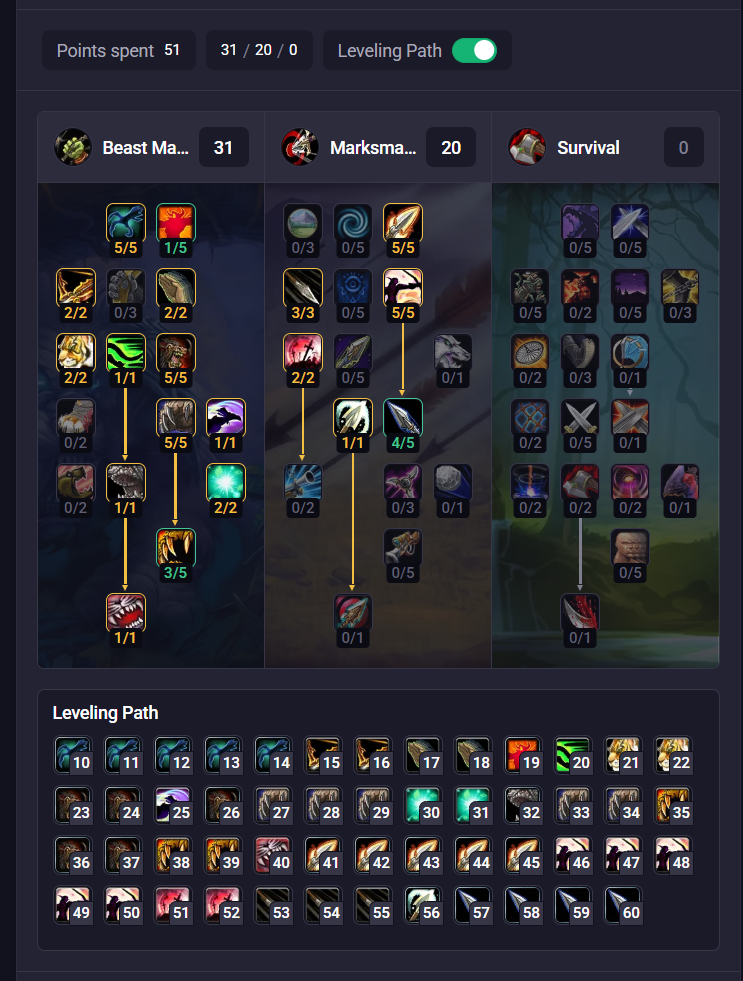 Points spent 51 31 / 20 / 0 Leveling Path
Beast Ma... 31 Marksma... 20 Survival 0
5/5 1/5 0/3 0/5 5/5 0/5 0/5
2/2 0/3 2/2 3/3 0/5 5/5 0/5 0/2 0/5 0/3
2/2 1/1 5/5 2/2 0/5 0/1 0/2 0/3 0/1
0/2 5/5 1/1 1/1 4/5 0/2 0/5 0/1
0/2 1/1 2/2 0/2 0/3 0/1 0/2 0/2 0/2 0/1
3/5 0/5 0/5
1/1 0/1 0/1
Leveling Path
10 11 12 13 14 15 16 17 18 19 20 21 22
23 24 25 26 27 28 29 30 31 32 33 34 35
36 37 38 39 40 41 42 43 44 45 46 47 48
49 50 51 52 53 54 55 56 57 58 59 60